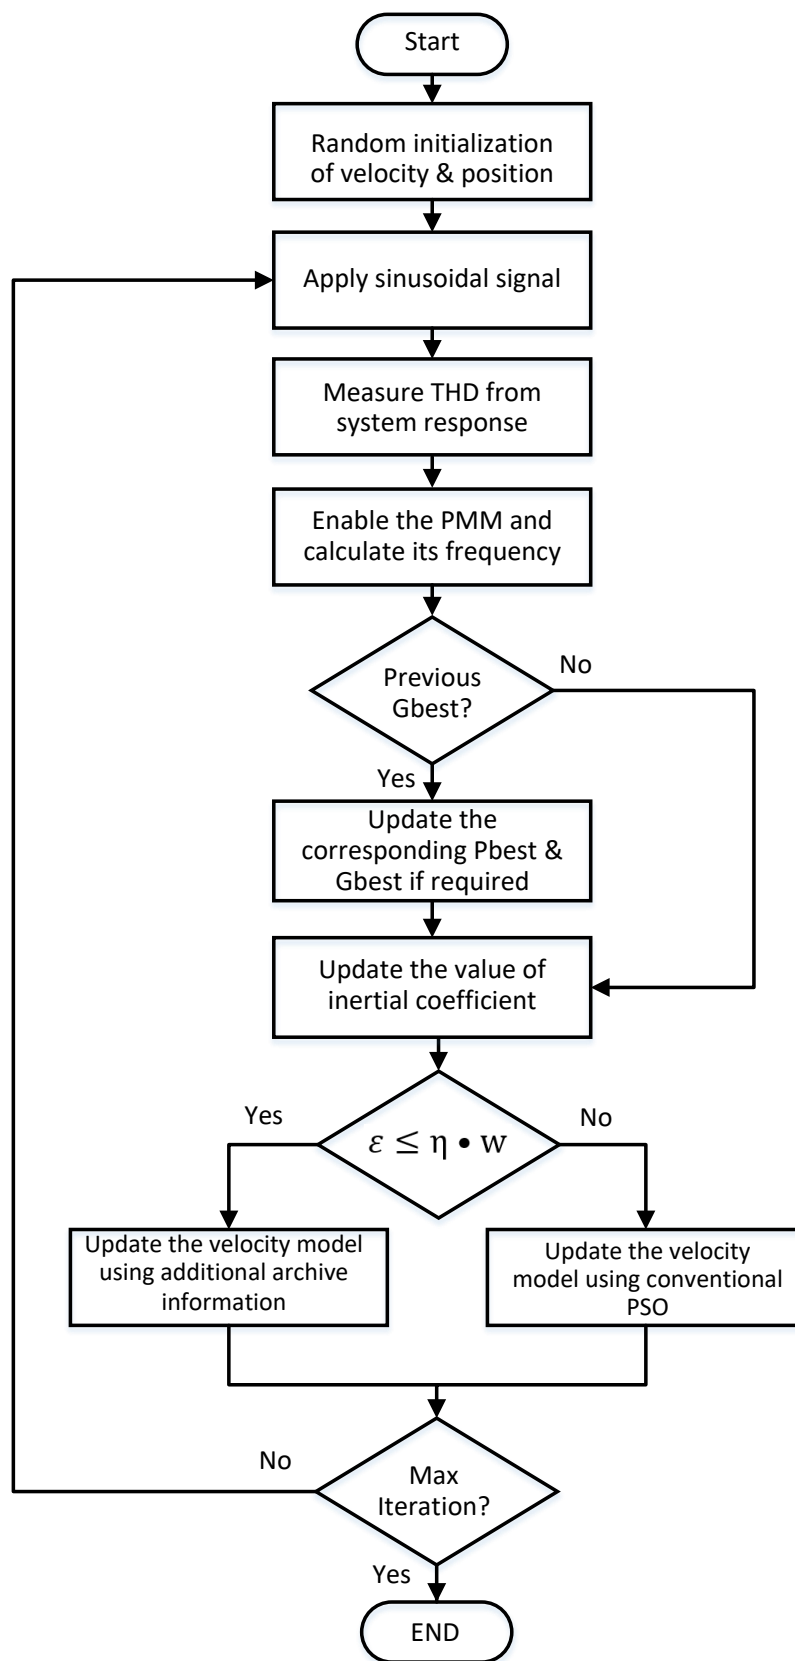 Start
Random initialization
of velocity & position
Apply sinusoidal signal
Measure THD from
system response
Enable the PMM and
calculate its frequency
Previous
Gbest?
No
Yes
Update the
corresponding Pbest &
Gbest if required
Update the value of
inertial coefficient
Yes
ε ≤ η • w
No
Update the velocity model
using additional archive
information
Update the velocity
model using conventional
PSO
No
Max
Iteration?
Yes
END